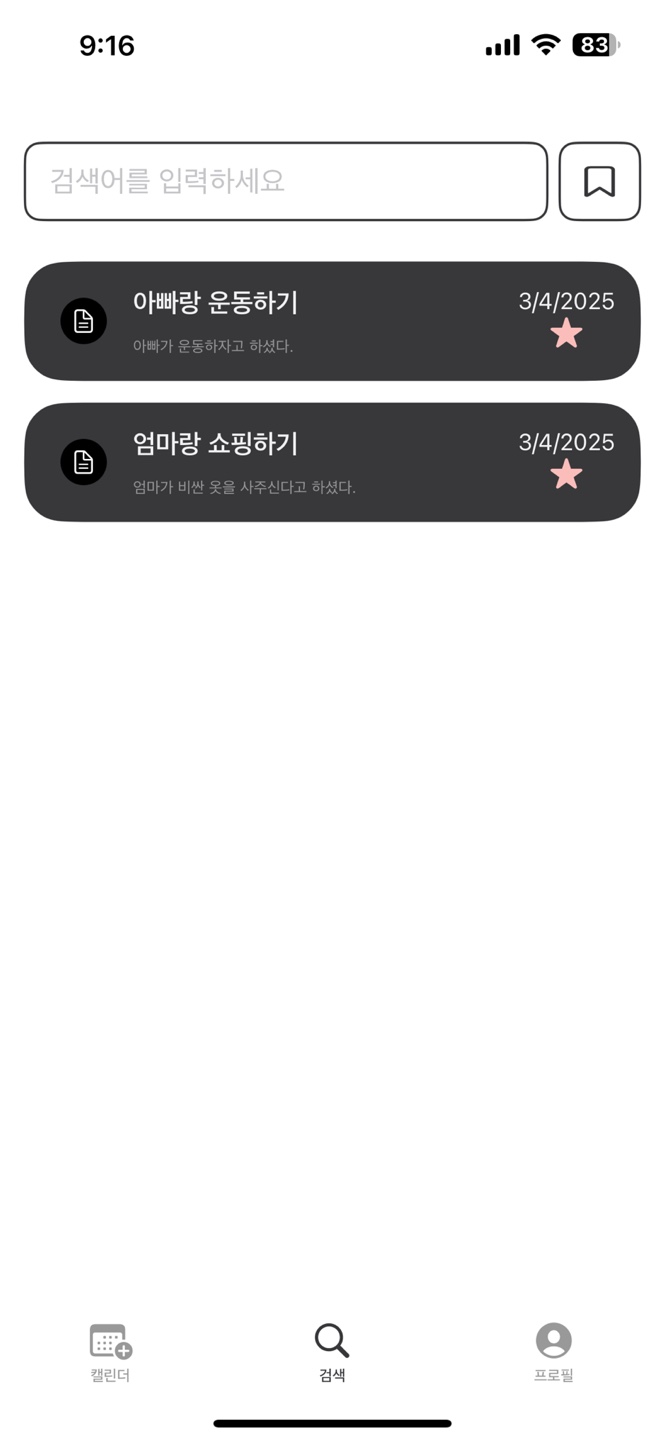 9:16
83
검색어를 입력하세요
아빠랑 운동하기
3/4/2025
아빠가 운동하자고 하셨다.
엄마랑 쇼핑하기
3/4/2025
엄마가 비싼 옷을 사주신다고 하셨다.
캘린더
검색
프로필